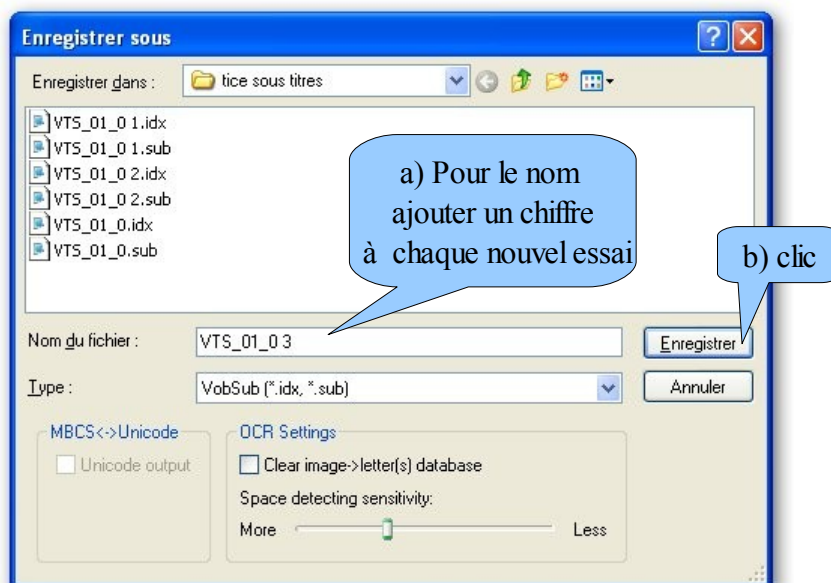 Enregistrer sous
Enregistrer dans :
tice sous titres
VTS_01_0 1.idx
VTS_01_0 1.sub
VTS_01_0 2.idx
VTS_01_0 2.sub
VTS_01_0.idx
VTS_01_0.sub
a) Pour le nom
ajouter un chiffre
à chaque nouvel essai
b) clic
Nom du fichier :
VTS_01_0 3
Enregistrer
Type :
VobSub (*.idx, *.sub)
Annuler
MBCS<->Unicode
Unicode output
OCR Settings
Clear image->letter(s) database
Space detecting sensitivity:
More
Less